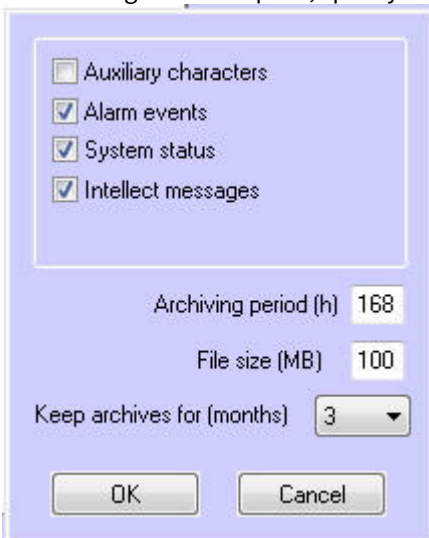 Auxiliary characters
Alarm events
System status
Intellect messages
Archiving period (h) 168
File size (MB) 100
Keep archives for (months) 3
OK Cancel